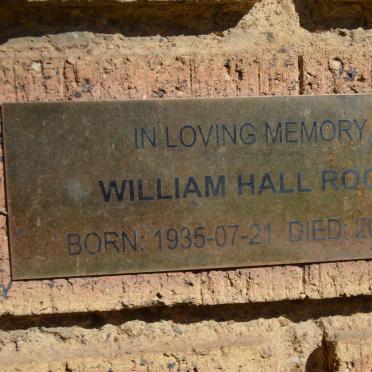 IN LOVING MEMORY
WILLIAM HALL
BORN: 1935-07-21 DIED: